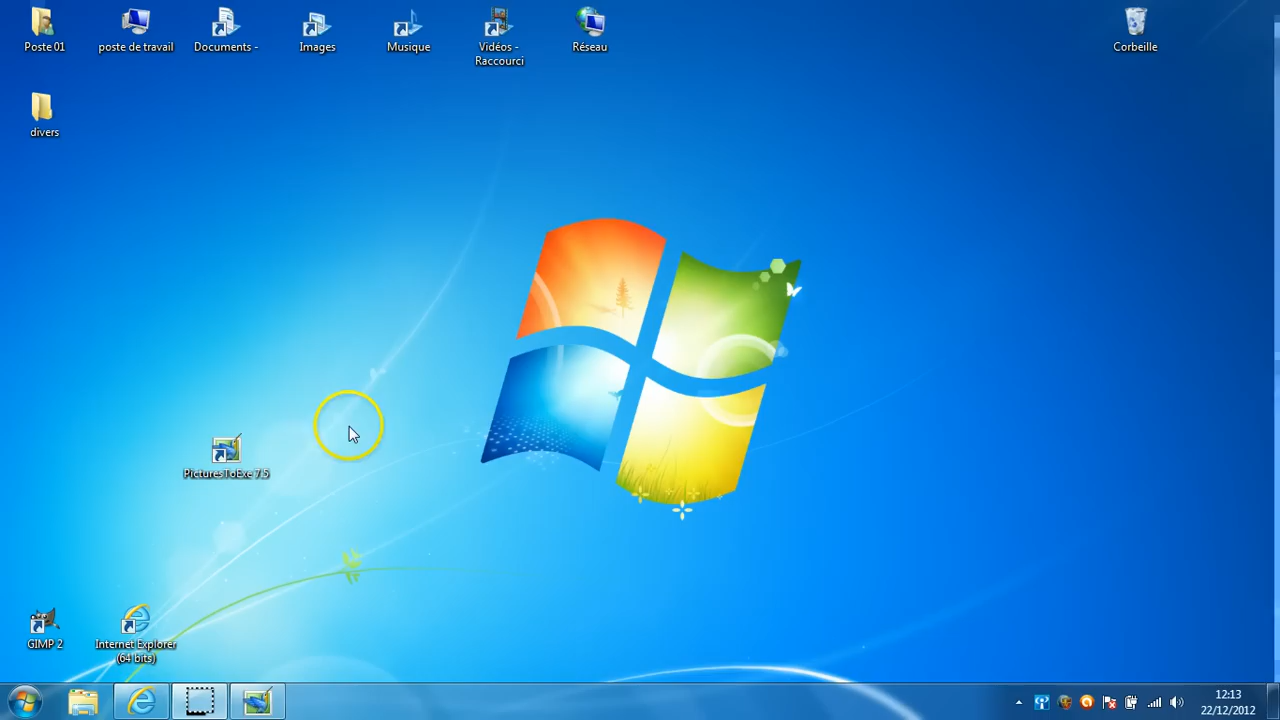 Poste 01
poste de travail
Documents -
Images
Musique
Vidéos -
Raccourci
Réseau
Corbeille
divers
PicturesToExe 7.5
GIMP 2
Internet Explorer
(64 bits)
12:13
22/12/2012